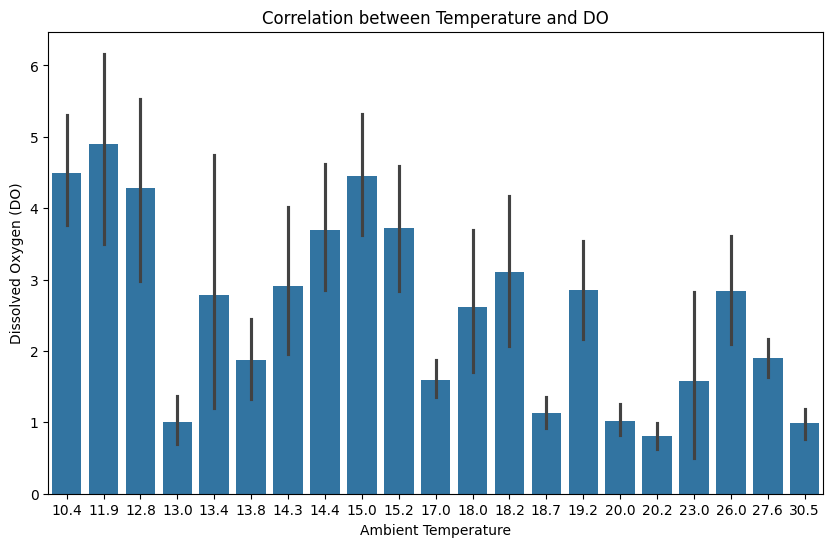 Correlation between Temperature and DO
Dissolved Oxygen (DO)
6
5
4
3
2
1
0
10.4 11.9 12.8 13.0 13.4 13.8 14.3 14.4 15.0 15.2 17.0 18.0 18.2 18.7 19.2 20.0 20.2 23.0 26.0 27.6 30.5
Ambient Temperature